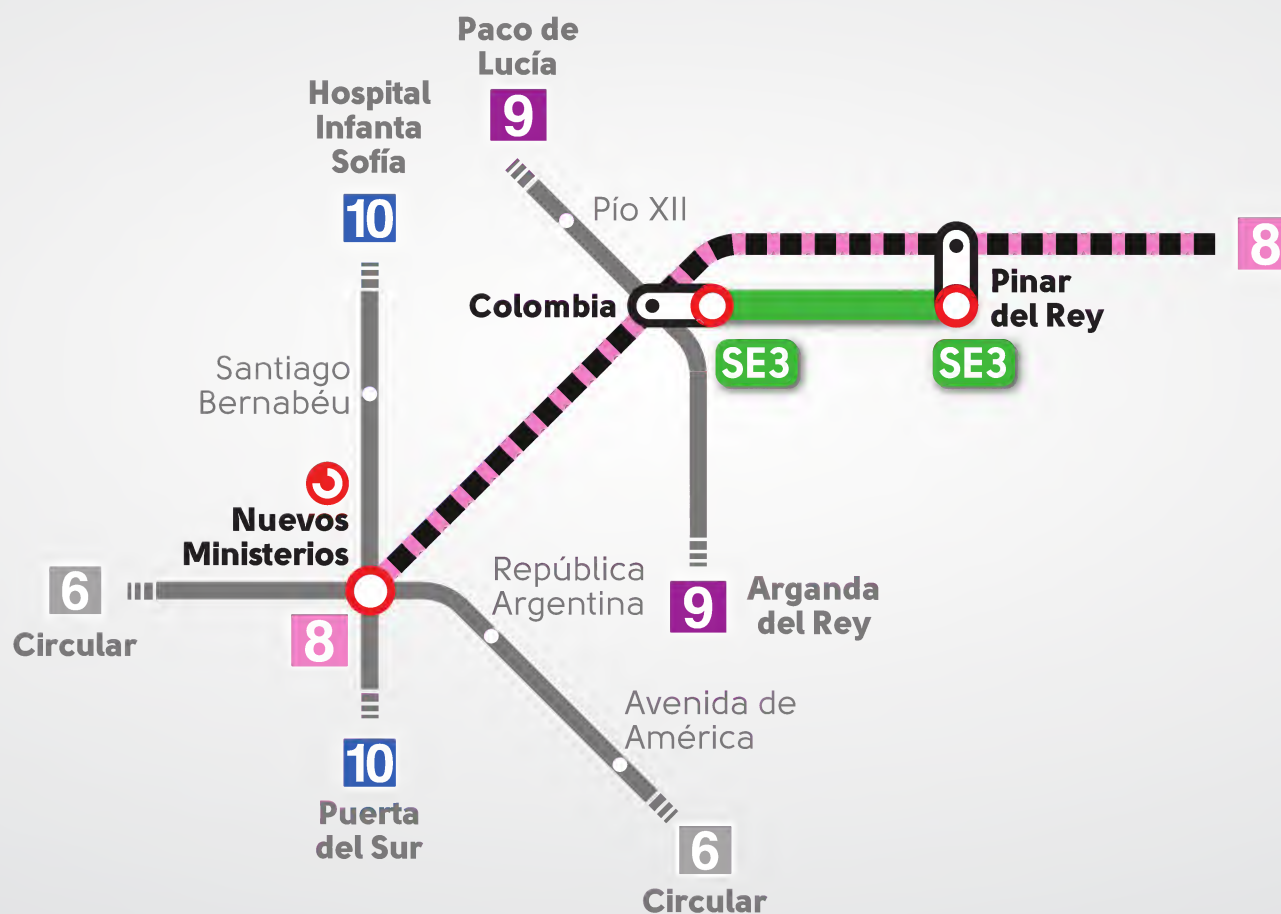 Paco de
Lucía
9
Hospital
Infanta
Sofía
10
Pío XII
8
Colombia
Pinar
del Rey
SE3
SE3
Santiago
Bernabéu
Nuevos
Ministerios
6
Circular
8
República
Argentina
9
Arganda
del Rey
10
Puerta
del Sur
Avenida de
América
6
Circular